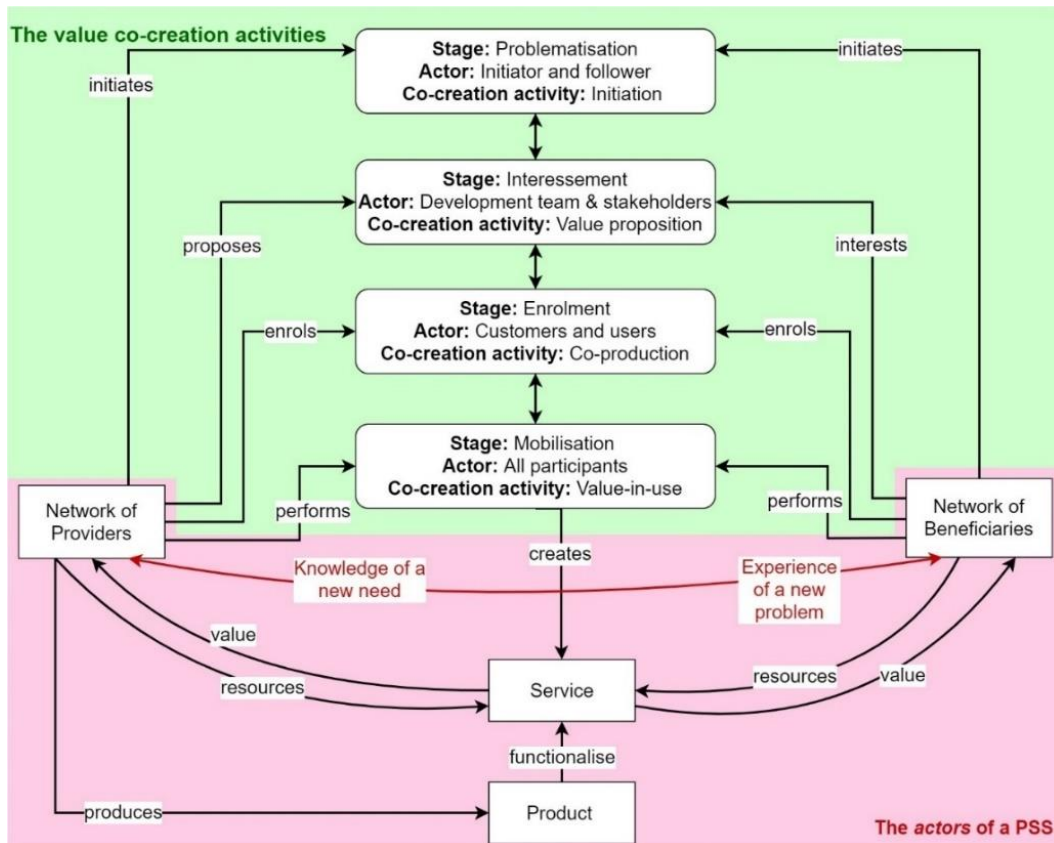 The value co-creation activities
Stage: Problematisation
Actor: Initiator and follower
Co-creation activity: Initiation
initiates
initiates
Stage: Interessement
Actor: Development team & stakeholders
Co-creation activity: Value proposition
proposes
interests
Stage: Enrolment
Actor: Customers and users
Co-creation activity: Co-production
enrols
enrols
Stage: Mobilisation
Actor: All participants
Co-creation activity: Value-in-use
performs
performs
Network of
Providers
Network of
Beneficiaries
creates
Knowledge of a
new need
Experience
of a new
problem
value
resources
resources
value
Service
functionalise
Product
produces
The actors of a PSS